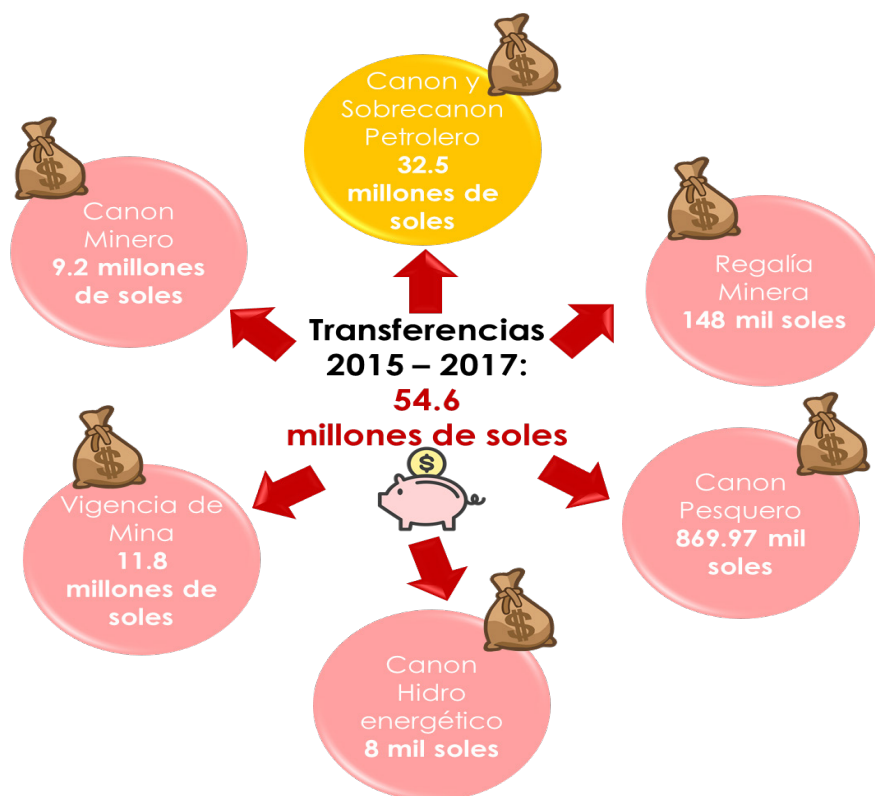 Canon y
Sobrecanon
Petrolero
32.5
millones de
soles
Canon
Minero
9.2 millones
de soles
Regalía
Minera
148 mil soles
Transferencias
2015 – 2017:
54.6
millones de soles
Vigencia de
Mina
11.8
millones de
soles
Canon
Pesquero
869.97 mil
soles
Canon
Hidro
energético
8 mil soles
$
$
$
$
$
$
$